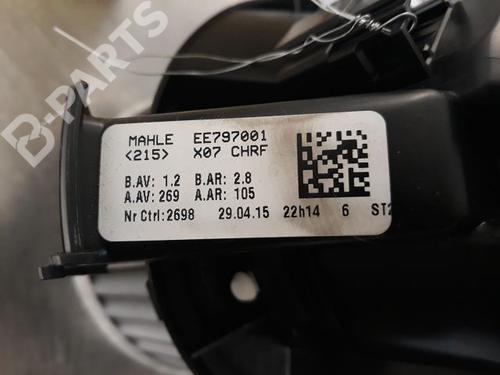 B-PARTS
MAHLE EE797001
<215> X07 CHRF
B.AV: 1.2 B.AR: 2.8
A.AV: 269 A.AR: 105
Nr Ctrl:2698 29.04.15 22h14 6 ST2